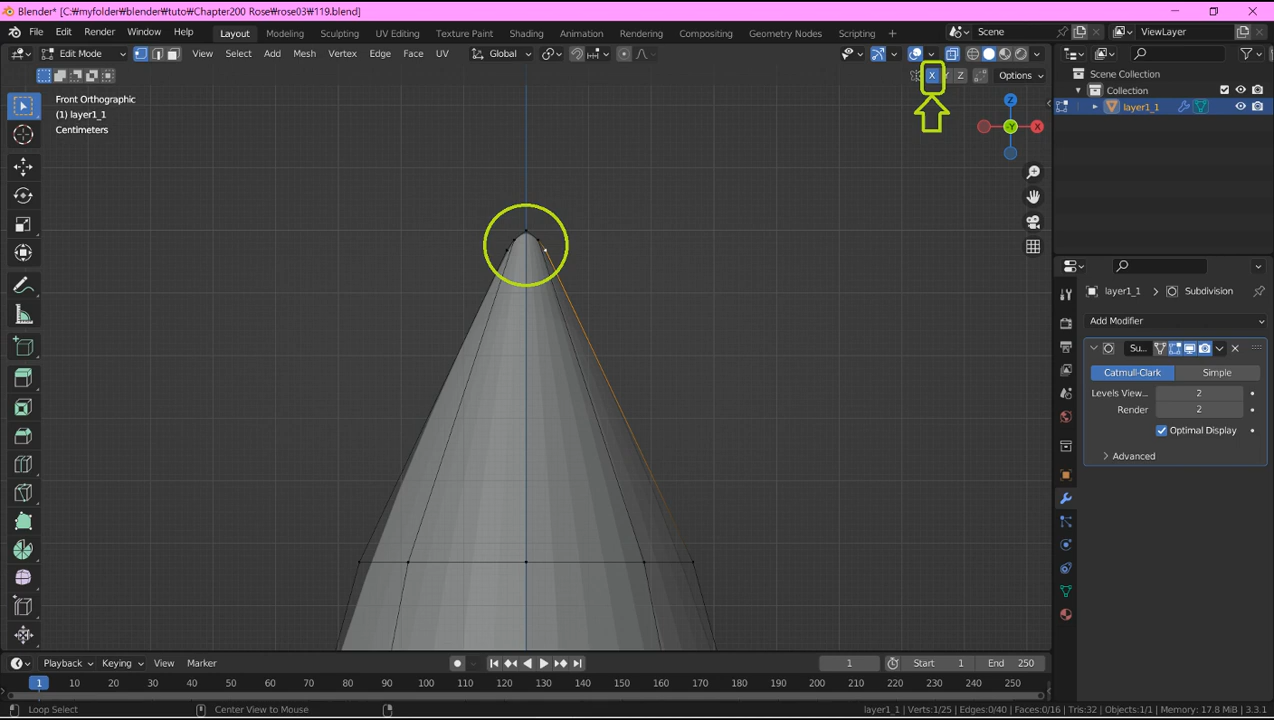 Blender* [C:₩myfolder₩blender₩tuto₩Chapter200 Rose₩rose03₩119.blend]
File Edit Render Window Help Layout Modeling Sculpting UV Editing Texture Paint Shading Animation Rendering Compositing Geometry Nodes Scripting + Scene ViewLayer
Edit Mode View Select Add Mesh Vertex Edge Face UV Global
X Y Z Options
Front Orthographic
(1) layer1_1
Centimeters
Z
Y
X
Scene Collection
Collection
layer1_1
layer1_1 > Subdivision
Add Modifier
Su...
Catmull-Clark Simple
Levels View... 2
Render 2
Optimal Display
Advanced
Playback Keying View Marker 1 Start 1 End 250
1 10 20 30 40 50 60 70 80 90 100 110 120 130 140 150 160 170 180 190 200 210 220 230 240 250
Loop Select Center View to Mouse layer1_1 | Verts:1/25 | Edges:0/40 | Faces:0/16 | Tris:32 | Objects:1/1 | Memory: 17.8 MiB | 3.3.1